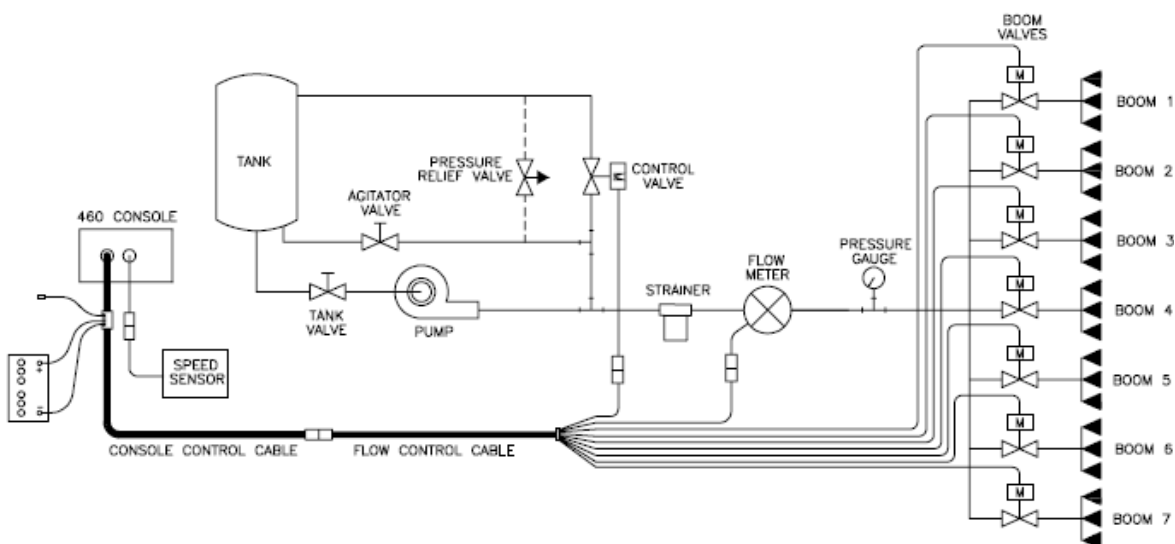 BOOM
VALVES
M
BOOM 1
TANK
PRESSURE
RELIEF VALVE
M
CONTROL
VALVE
M
BOOM 2
AGITATOR
VALVE
460 CONSOLE
M
BOOM 3
PRESSURE
GAUGE
FLOW
METER
STRAINER
M
BOOM 4
TANK
VALVE
PUMP
SPEED
SENSOR
M
BOOM 5
CONSOLE CONTROL CABLE
FLOW CONTROL CABLE
M
BOOM 6
M
BOOM 7